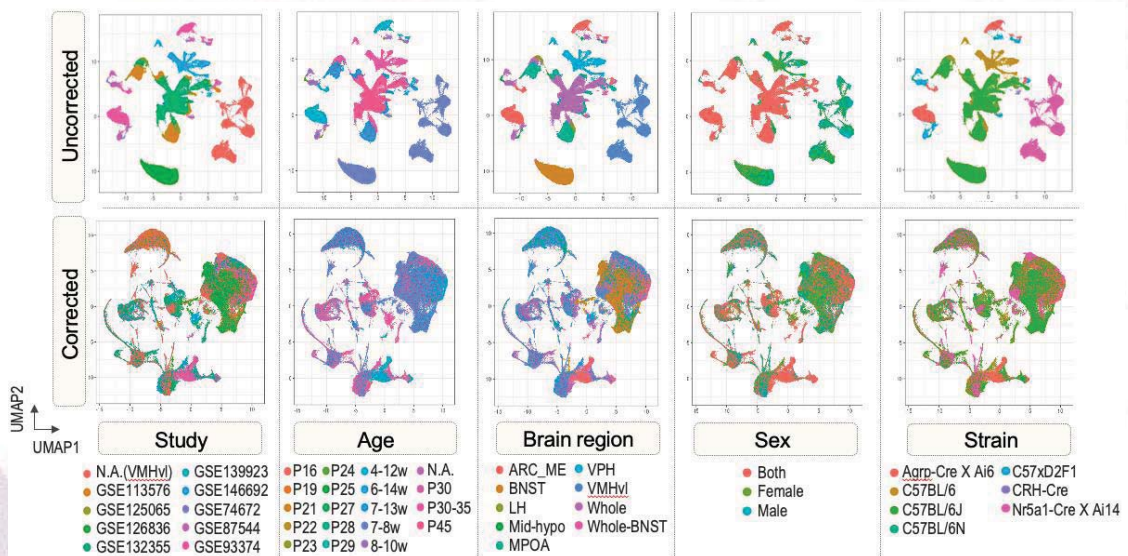 Uncorrected
Corrected
UMAP2
UMAP1
Study
Age
Brain region
Sex
Strain
N.A.(VMHvl)
GSE113576
GSE125065
GSE126836
GSE132355
GSE139923
GSE146692
GSE74672
GSE87544
GSE93374
P16
P19
P21
P22
P23
P24
P25
P27
P28
P29
4-12w
6-14w
7-13w
7-8w
8-10w
N.A.
P30
P30-35
P45
ARC_ME
BNST
LH
Mid-hypo
MPOA
VPH
VMHvl
Whole
Whole-BNST
Both
Female
Male
Agrp-Cre X Ai6
C57BL/6
C57BL/6J
C57BL/6N
C57xD2F1
CRH-Cre
Nr5a1-Cre X Ai14